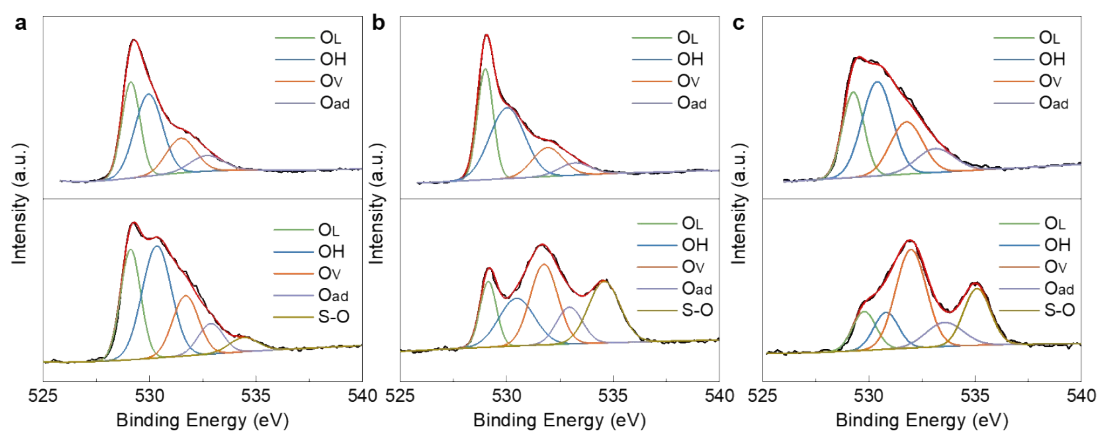 a
OL
OH
OV
Oad
OL
OH
OV
Oad
S-O
Intensity (a.u.)
525 530 535 540
Binding Energy (eV)
b
OL
OH
OV
Oad
OL
OH
OV
Oad
S-O
Intensity (a.u.)
525 530 535 540
Binding Energy (eV)
c
OL
OH
OV
Oad
OL
OH
OV
Oad
S-O
Intensity (a.u.)
525 530 535 540
Binding Energy (eV)